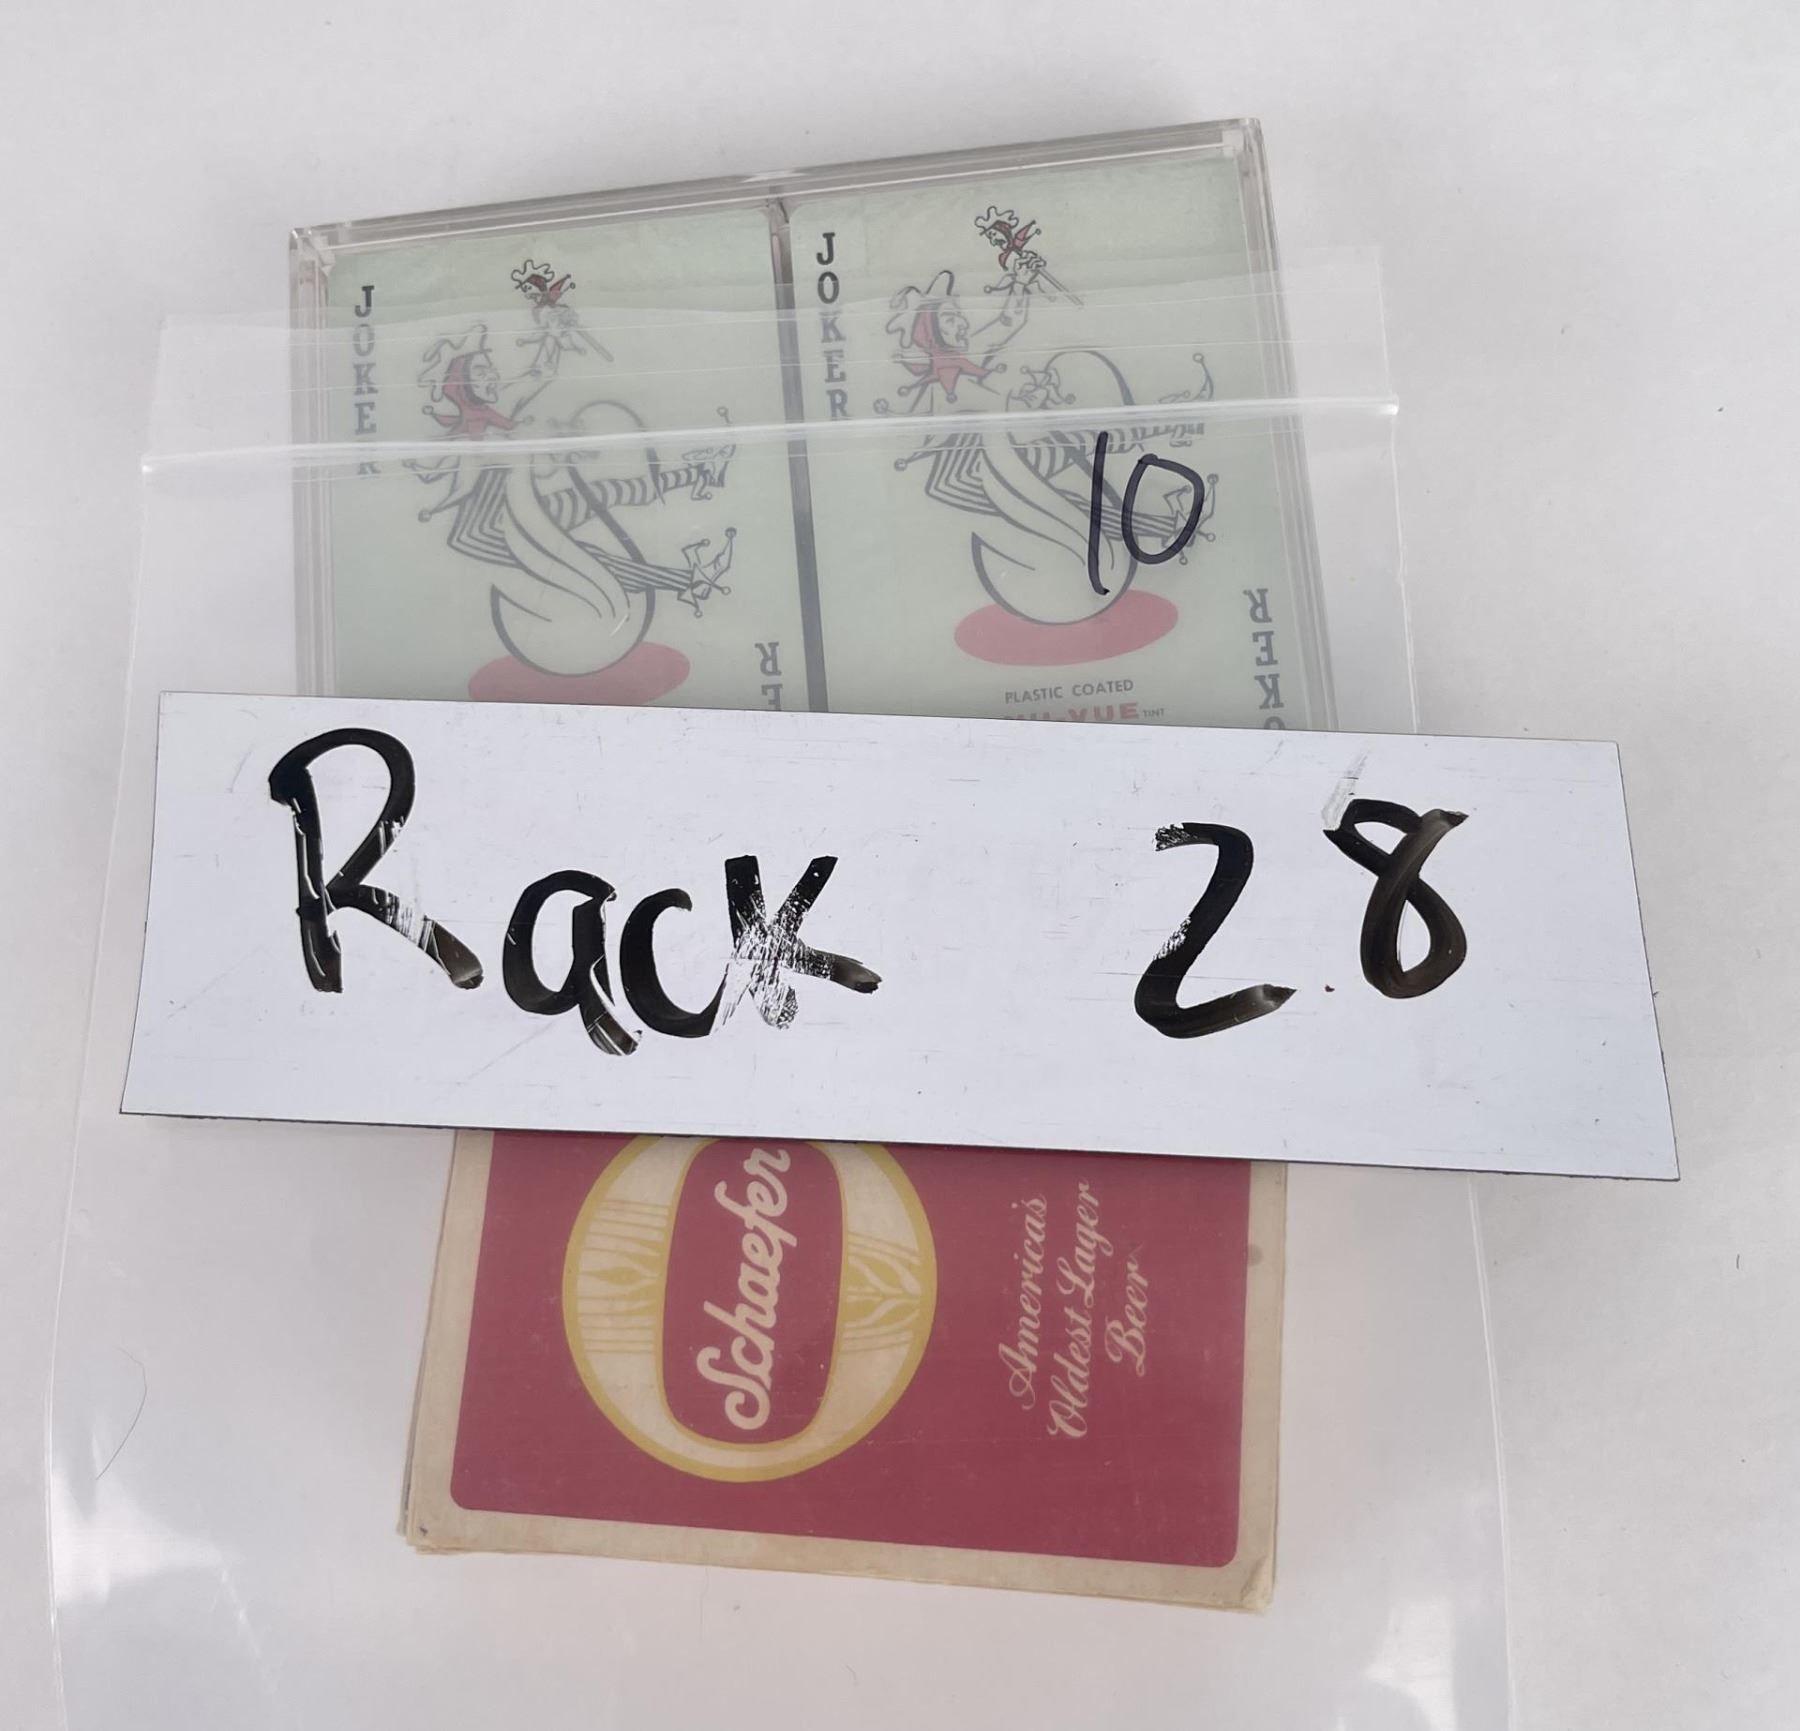 JOKER
JOKER
10
JOKER
PLASTIC COATED
TINT
Rack 28
Schaefer
America's
Oldest Lager
Beer